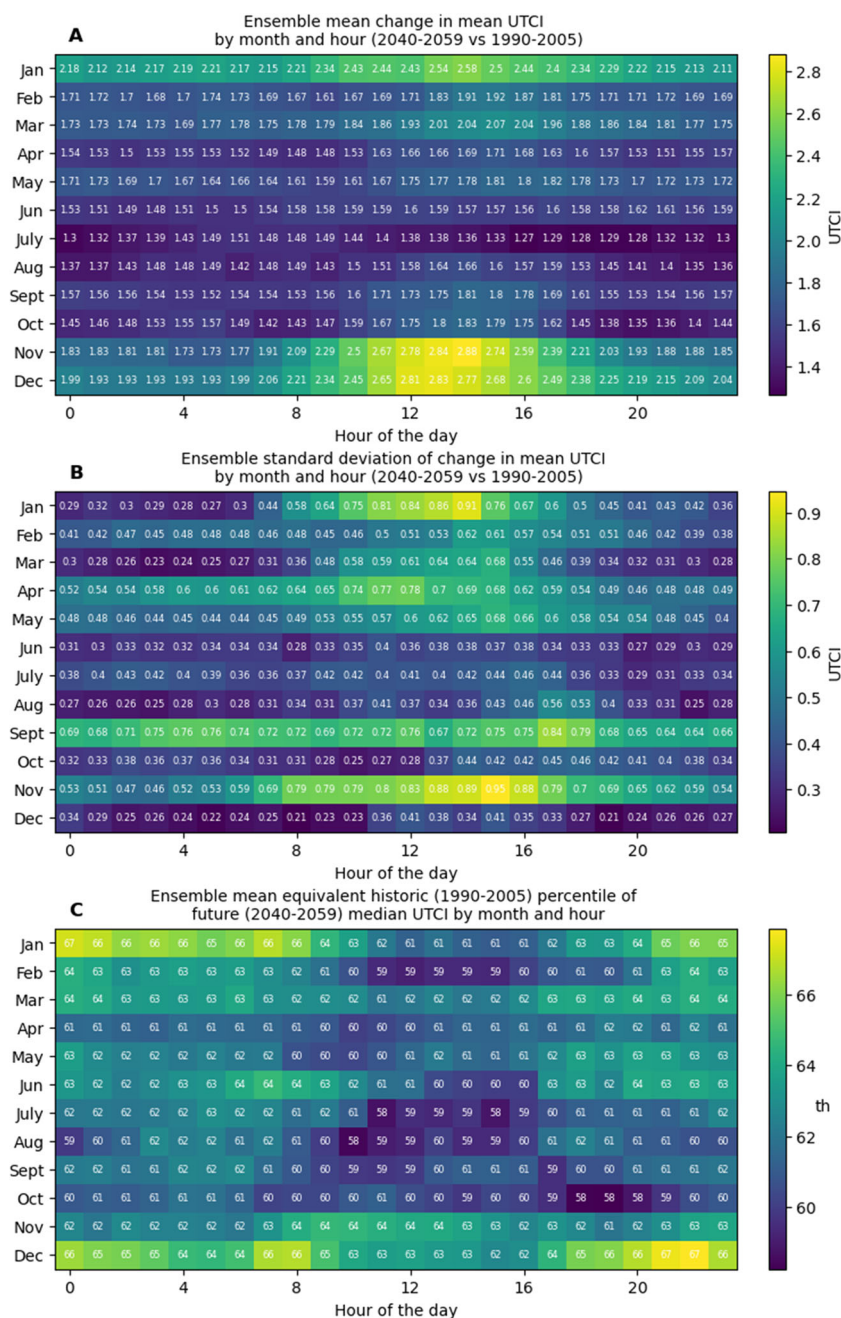 A
Ensemble mean change in mean UTCI
by month and hour (2040-2059 vs 1990-2005)
Jan 2.18 2.12 2.14 2.17 2.19 2.21 2.17 2.15 2.21 2.34 2.43 2.44 2.43 2.54 2.58 2.5 2.44 2.4 2.34 2.29 2.22 2.15 2.13 2.11
Feb 1.71 1.72 1.7 1.68 1.7 1.74 1.73 1.69 1.67 1.61 1.67 1.69 1.71 1.83 1.91 1.92 1.87 1.81 1.75 1.71 1.71 1.72 1.69 1.69
Mar 1.73 1.73 1.74 1.73 1.69 1.77 1.78 1.75 1.78 1.79 1.84 1.86 1.93 2.01 2.04 2.07 2.04 1.96 1.88 1.86 1.84 1.81 1.77 1.75
Apr 1.54 1.53 1.5 1.53 1.55 1.53 1.52 1.49 1.48 1.48 1.53 1.63 1.66 1.66 1.69 1.71 1.68 1.63 1.6 1.57 1.53 1.51 1.55 1.57
May 1.71 1.73 1.69 1.7 1.67 1.64 1.66 1.64 1.61 1.59 1.61 1.67 1.75 1.77 1.78 1.81 1.8 1.82 1.78 1.73 1.7 1.72 1.73 1.72
Jun 1.53 1.51 1.49 1.48 1.51 1.5 1.5 1.54 1.58 1.58 1.59 1.59 1.6 1.59 1.57 1.57 1.56 1.6 1.58 1.58 1.62 1.61 1.56 1.59
July 1.3 1.32 1.37 1.39 1.43 1.49 1.51 1.48 1.48 1.49 1.44 1.4 1.38 1.38 1.36 1.33 1.27 1.29 1.28 1.29 1.28 1.32 1.32 1.3
Aug 1.37 1.37 1.43 1.48 1.48 1.49 1.42 1.48 1.49 1.43 1.5 1.51 1.58 1.64 1.66 1.6 1.57 1.59 1.53 1.45 1.41 1.4 1.35 1.36
Sept 1.57 1.56 1.56 1.54 1.53 1.52 1.54 1.54 1.53 1.56 1.6 1.71 1.73 1.75 1.81 1.8 1.78 1.69 1.61 1.55 1.53 1.54 1.56 1.57
Oct 1.45 1.46 1.48 1.53 1.55 1.57 1.49 1.42 1.43 1.47 1.59 1.67 1.75 1.8 1.83 1.79 1.75 1.62 1.45 1.38 1.35 1.36 1.4 1.44
Nov 1.83 1.83 1.81 1.81 1.73 1.73 1.77 1.91 2.09 2.29 2.5 2.67 2.78 2.84 2.88 2.74 2.59 2.39 2.21 2.03 1.93 1.88 1.88 1.85
Dec 1.99 1.93 1.93 1.93 1.93 1.93 1.99 2.06 2.21 2.34 2.45 2.65 2.81 2.83 2.77 2.68 2.6 2.49 2.38 2.25 2.19 2.15 2.09 2.04
0 4 8 12 16 20
Hour of the day
2.8
2.6
2.4
2.2
2.0
1.8
1.6
1.4
UTCI
B
Ensemble standard deviation of change in mean UTCI
by month and hour (2040-2059 vs 1990-2005)
Jan 0.29 0.32 0.3 0.29 0.28 0.27 0.3 0.44 0.58 0.64 0.75 0.81 0.84 0.86 0.91 0.76 0.67 0.6 0.5 0.45 0.41 0.43 0.42 0.36
Feb 0.41 0.42 0.47 0.45 0.48 0.48 0.48 0.46 0.48 0.45 0.46 0.5 0.51 0.53 0.62 0.61 0.57 0.54 0.51 0.51 0.46 0.42 0.39 0.38
Mar 0.3 0.28 0.26 0.23 0.24 0.25 0.27 0.31 0.36 0.48 0.58 0.59 0.61 0.64 0.64 0.68 0.55 0.46 0.39 0.34 0.32 0.31 0.3 0.28
Apr 0.52 0.54 0.54 0.58 0.6 0.6 0.61 0.62 0.64 0.65 0.74 0.77 0.78 0.7 0.69 0.68 0.62 0.59 0.54 0.49 0.46 0.48 0.48 0.49
May 0.48 0.48 0.46 0.44 0.45 0.44 0.44 0.45 0.49 0.53 0.55 0.57 0.6 0.62 0.65 0.68 0.66 0.6 0.58 0.54 0.54 0.48 0.45 0.4
Jun 0.31 0.3 0.33 0.32 0.32 0.34 0.34 0.34 0.28 0.33 0.35 0.4 0.36 0.38 0.38 0.37 0.38 0.34 0.33 0.33 0.27 0.29 0.3 0.29
July 0.38 0.4 0.43 0.42 0.4 0.39 0.36 0.36 0.37 0.42 0.42 0.4 0.41 0.4 0.42 0.44 0.46 0.44 0.36 0.33 0.29 0.31 0.33 0.34
Aug 0.27 0.26 0.26 0.25 0.28 0.3 0.28 0.31 0.34 0.31 0.37 0.41 0.37 0.34 0.36 0.43 0.46 0.56 0.53 0.4 0.33 0.31 0.25 0.28
Sept 0.69 0.68 0.71 0.75 0.76 0.76 0.74 0.72 0.72 0.69 0.72 0.72 0.76 0.67 0.72 0.75 0.75 0.84 0.79 0.68 0.65 0.64 0.64 0.66
Oct 0.32 0.33 0.38 0.36 0.37 0.36 0.34 0.31 0.31 0.28 0.25 0.27 0.28 0.37 0.44 0.42 0.42 0.45 0.46 0.42 0.41 0.4 0.38 0.34
Nov 0.53 0.51 0.47 0.46 0.52 0.53 0.59 0.69 0.79 0.79 0.79 0.8 0.83 0.88 0.89 0.95 0.88 0.79 0.7 0.69 0.65 0.62 0.59 0.54
Dec 0.34 0.29 0.25 0.26 0.24 0.22 0.24 0.25 0.21 0.23 0.23 0.36 0.41 0.38 0.34 0.41 0.35 0.33 0.27 0.21 0.24 0.26 0.26 0.27
0 4 8 12 16 20
Hour of the day
0.9
0.8
0.7
0.6
0.5
0.4
0.3
UTCI
C
Ensemble mean equivalent historic (1990-2005) percentile of
future (2040-2059) median UTCI by month and hour
Jan 67 66 66 66 66 65 66 66 66 64 63 62 61 61 61 61 61 62 63 63 64 65 66 65
Feb 64 63 63 63 63 63 63 63 62 61 60 59 59 59 59 59 60 60 61 60 61 63 64 63
Mar 64 64 63 63 63 63 63 63 63 62 62 62 61 62 62 62 62 63 63 63 64 63 64 64
Apr 61 61 61 61 61 61 61 61 61 60 60 60 61 61 61 61 61 61 61 62 62 62 61 62
May 63 62 62 62 62 62 62 62 60 60 60 60 61 62 61 61 62 62 63 63 63 63 63 63
Jun 63 62 62 63 62 63 64 64 64 63 62 61 61 60 60 60 60 63 62 63 64 63 63 63
July 62 62 62 62 63 62 62 62 62 61 61 58 59 59 59 58 59 60 61 61 61 61 61 62
Aug 59 60 61 62 62 62 62 61 61 60 58 59 59 60 59 59 60 62 61 62 61 61 60 60
Sept 62 62 61 61 62 62 62 61 60 60 59 59 59 60 60 61 61 59 60 60 61 61 61 62
Oct 60 61 61 61 61 61 61 60 60 60 60 60 60 60 59 60 60 59 58 58 58 59 60 60
Nov 62 62 62 62 62 62 62 63 64 64 64 64 64 64 63 63 62 63 62 61 62 62 63 63
Dec 66 65 65 65 64 64 64 66 66 65 63 63 63 63 63 62 62 64 65 66 66 67 67 66
0 4 8 12 16 20
Hour of the day
66
64
62
60
th